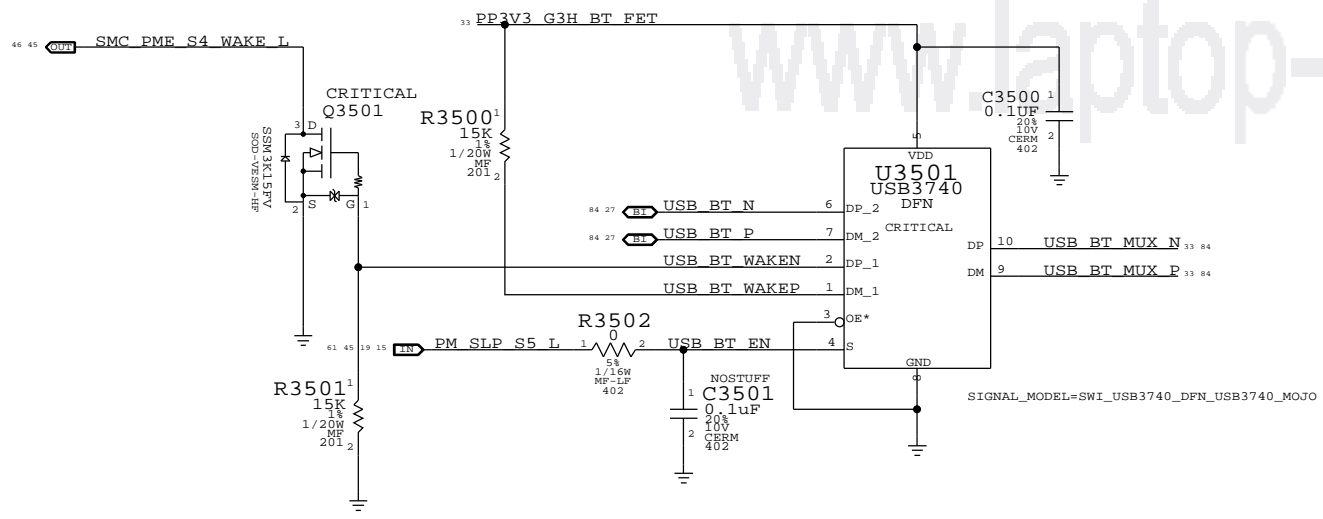 www.laptop-
33 PP3V3_G3H_BT_FET
46 45 OUT SMC_PME_S4_WAKE_L
CRITICAL
Q3501
3 D
S G 1
2
SSM3K15FV
SOD-VESM-HF
R3500 1
15K
1%
1/20W
MF
201 2
C3500 1
0.1UF
20%
10V
CERM
402
2
5
VDD
U3501
USB3740
DFN
CRITICAL
84 27 BI USB_BT_N 6 DP_2
84 27 BI USB_BT_P 7 DM_2
USB_BT_WAKEN 2 DP_1
USB_BT_WAKEP 1 DM_1
3 OE*
4 S
DP 10 USB_BT_MUX_N 33 84
DM 9 USB_BT_MUX_P 33 84
GND
8
R3502
0
61 45 19 15 IN PM_SLP_S5_L 1 2 USB_BT_EN
5%
1/16W
MF-LF
402
R3501 1
15K
1%
1/20W
MF
201 2
NOSTUFF
1 C3501
0.1uF
20%
10V
2 CERM
402
SIGNAL_MODEL=SWI_USB3740_DFN_USB3740_MOJO